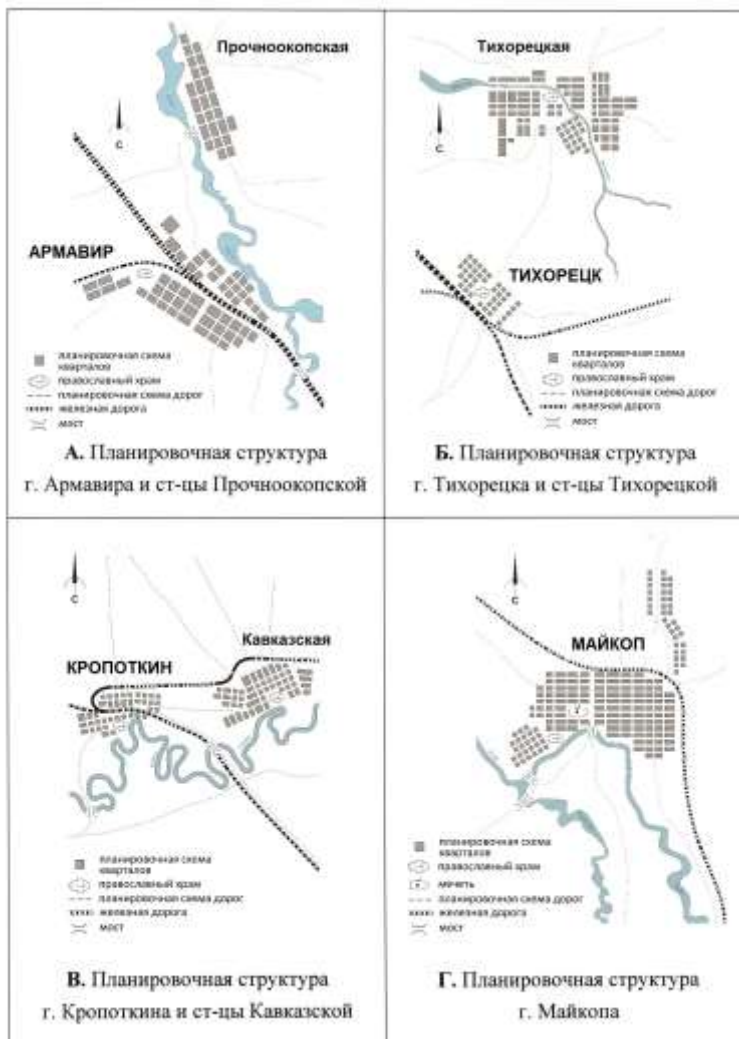 Прочноокопская
С
АРМАВИР
планировочная схема
кварталов
православный храм
планировочная схема дорог
железная дорога
мост
А. Планировочная структура
г. Армавира и ст-цы Прочноокопской
Тихорецкая
С
ТИХОРЕЦК
планировочная схема
кварталов
православный храм
планировочная схема дорог
железная дорога
мост
Б. Планировочная структура
г. Тихорецка и ст-цы Тихорецкой
С
Кавказская
КРОПОТКИН
планировочная схема
кварталов
православный храм
планировочная схема дорог
железная дорога
мост
В. Планировочная структура
г. Кропоткина и ст-цы Кавказской
С
МАЙКОП
планировочная схема
кварталов
православный храм
мечеть
планировочная схема дорог
железная дорога
мост
Г. Планировочная структура
г. Майкопа